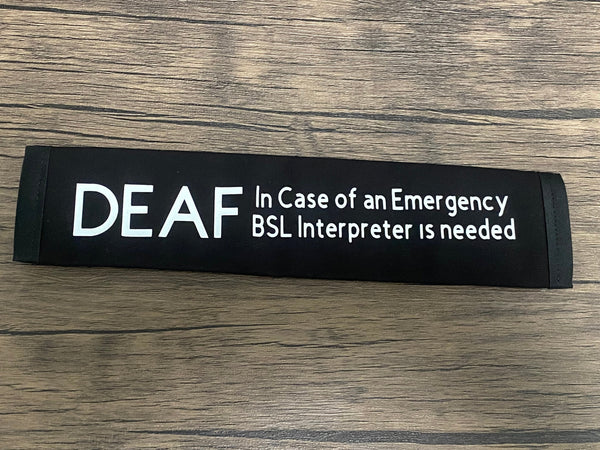 DEAF
In Case of an Emergency
BSL Interpreter is needed